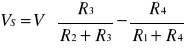 Vs = V R3/(R2 + R3) − R4/(R1 + R4)